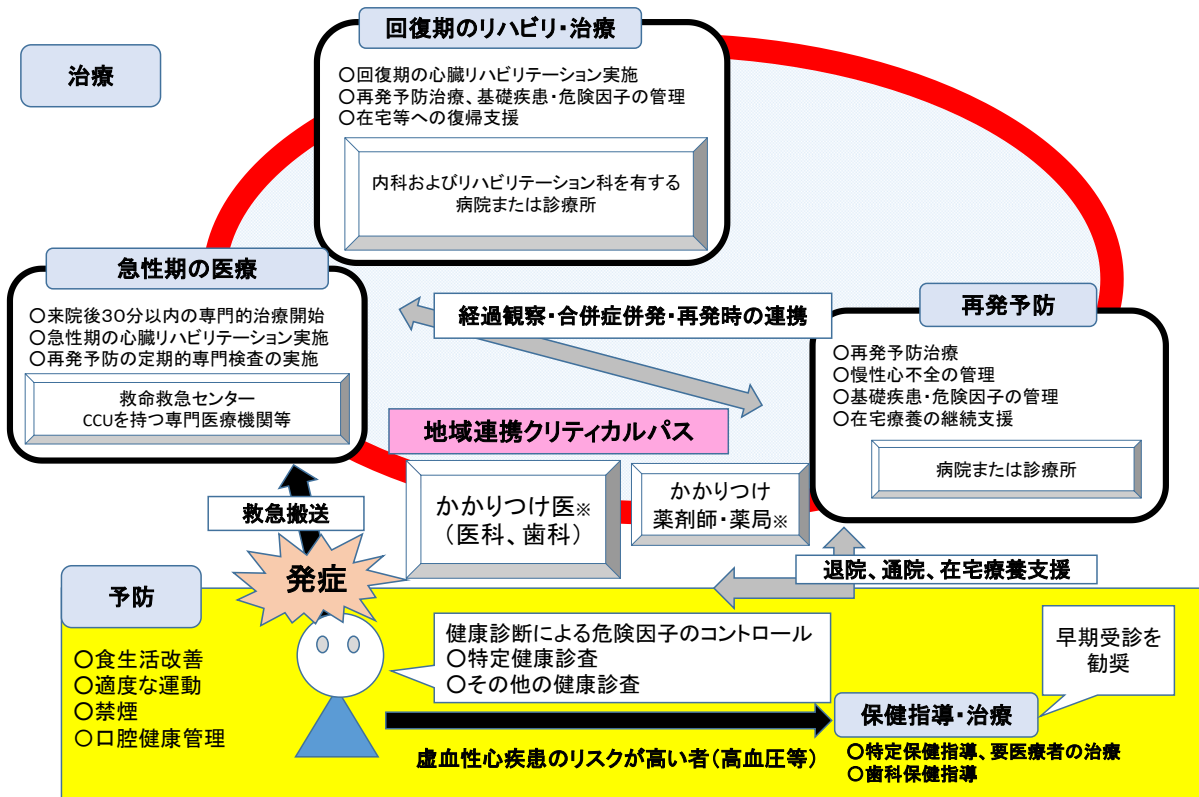 治療
回復期のリハビリ・治療
○回復期の心臓リハビリテーション実施
○再発予防治療、基礎疾患・危険因子の管理
○在宅等への復帰支援
内科およびリハビリテーション科を有する
病院または診療所
急性期の医療
○来院後30分以内の専門的治療開始
○急性期の心臓リハビリテーション実施
○再発予防の定期的専門検査の実施
救命救急センター
CCUを持つ専門医療機関等
経過観察・合併症併発・再発時の連携
再発予防
○再発予防治療
○慢性心不全の管理
○基礎疾患・危険因子の管理
○在宅療養の継続支援
病院または診療所
地域連携クリティカルパス
かかりつけ医※
（医科、歯科）
かかりつけ
薬剤師・薬局※
救急搬送
発症
退院、通院、在宅療養支援
予防
○食生活改善
○適度な運動
○禁煙
○口腔健康管理
健康診断による危険因子のコントロール
○特定健康診査
○その他の健康診査
早期受診を
勧奨
保健指導・治療
○特定保健指導、要医療者の治療
○歯科保健指導
虚血性心疾患のリスクが高い者（高血圧等）